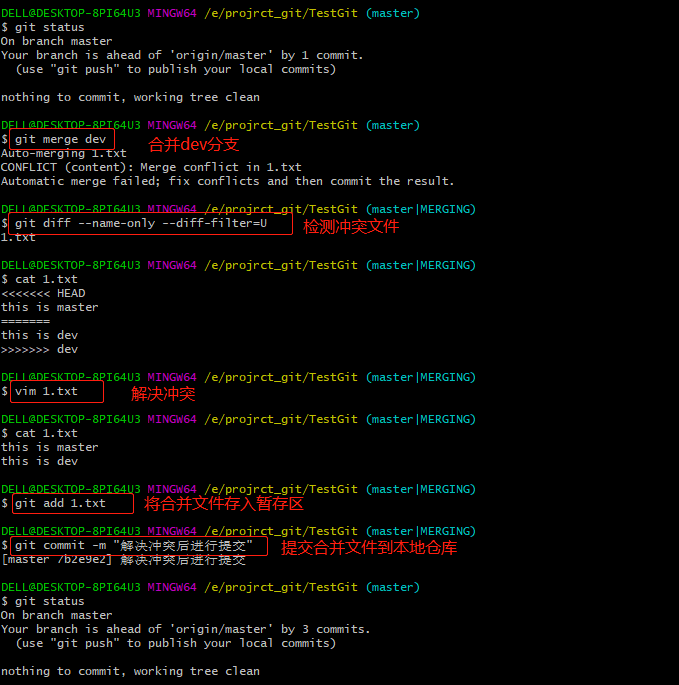 DELL@DESKTOP-8PI64U3 MINGW64 /e/projrct_git/TestGit (master)
$ git status
On branch master
Your branch is ahead of 'origin/master' by 1 commit.
(use "git push" to publish your local commits)
nothing to commit, working tree clean
DELL@DESKTOP-8PI64U3 MINGW64 /e/projrct_git/TestGit (master)
$ git merge dev 合并dev分支
Auto-merging 1.txt
CONFLICT (content): Merge conflict in 1.txt
Automatic merge failed; fix conflicts and then commit the result.
DELL@DESKTOP-8PI64U3 MINGW64 /e/projrct_git/TestGit (master|MERGING)
$ git diff --name-only --diff-filter=U 检测冲突文件
1.txt
DELL@DESKTOP-8PI64U3 MINGW64 /e/projrct_git/TestGit (master|MERGING)
$ cat 1.txt
<<<<<<< HEAD
this is master
=======
this is dev
>>>>>>> dev
DELL@DESKTOP-8PI64U3 MINGW64 /e/projrct_git/TestGit (master|MERGING)
$ vim 1.txt 解决冲突
DELL@DESKTOP-8PI64U3 MINGW64 /e/projrct_git/TestGit (master|MERGING)
$ cat 1.txt
this is master
this is dev
DELL@DESKTOP-8PI64U3 MINGW64 /e/projrct_git/TestGit (master|MERGING)
$ git add 1.txt 将合并文件存入暂存区
DELL@DESKTOP-8PI64U3 MINGW64 /e/projrct_git/TestGit (master|MERGING)
$ git commit -m "解决冲突后进行提交" 提交合并文件到本地仓库
[master 7b2e9e2] 解决冲突后进行提交
DELL@DESKTOP-8PI64U3 MINGW64 /e/projrct_git/TestGit (master)
$ git status
On branch master
Your branch is ahead of 'origin/master' by 3 commits.
(use "git push" to publish your local commits)
nothing to commit, working tree clean